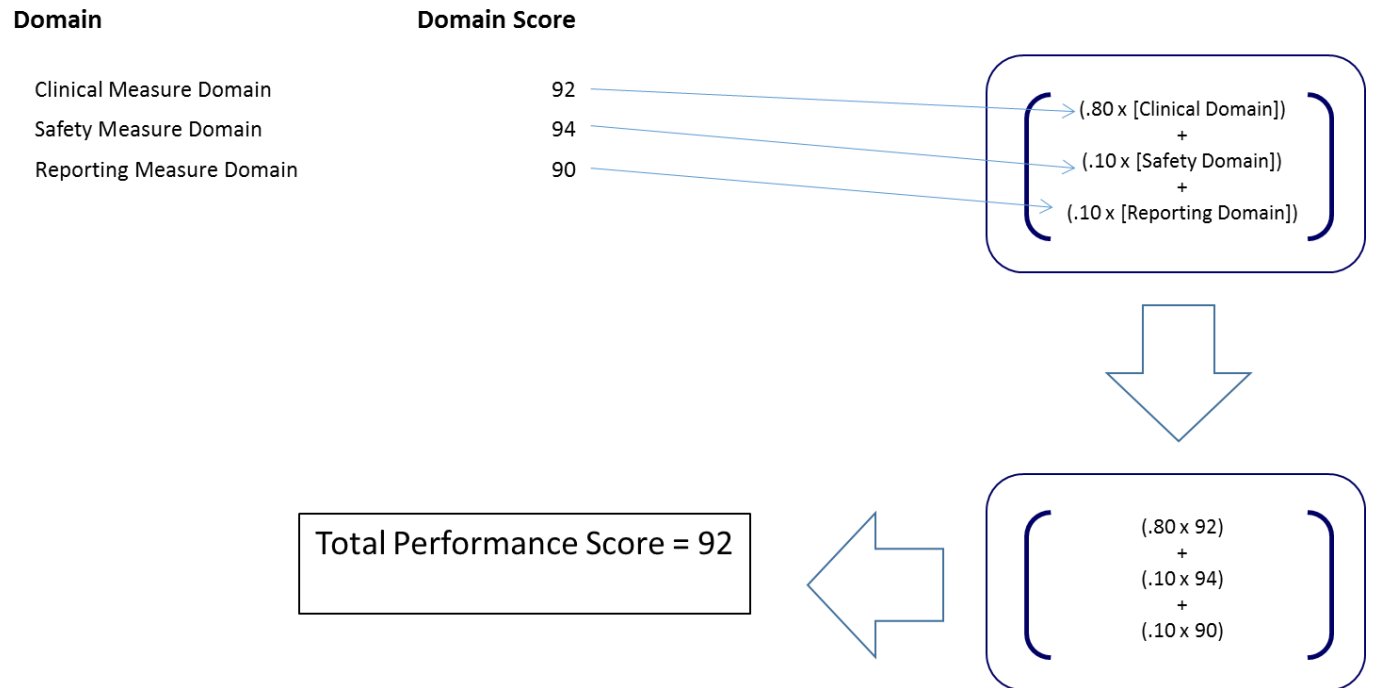 Domain Domain Score
Clinical Measure Domain 92
Safety Measure Domain 94
Reporting Measure Domain 90
(.80 x [Clinical Domain])
+
(.10 x [Safety Domain])
+
(.10 x [Reporting Domain])
(.80 x 92)
+
(.10 x 94)
+
(.10 x 90)
Total Performance Score = 92